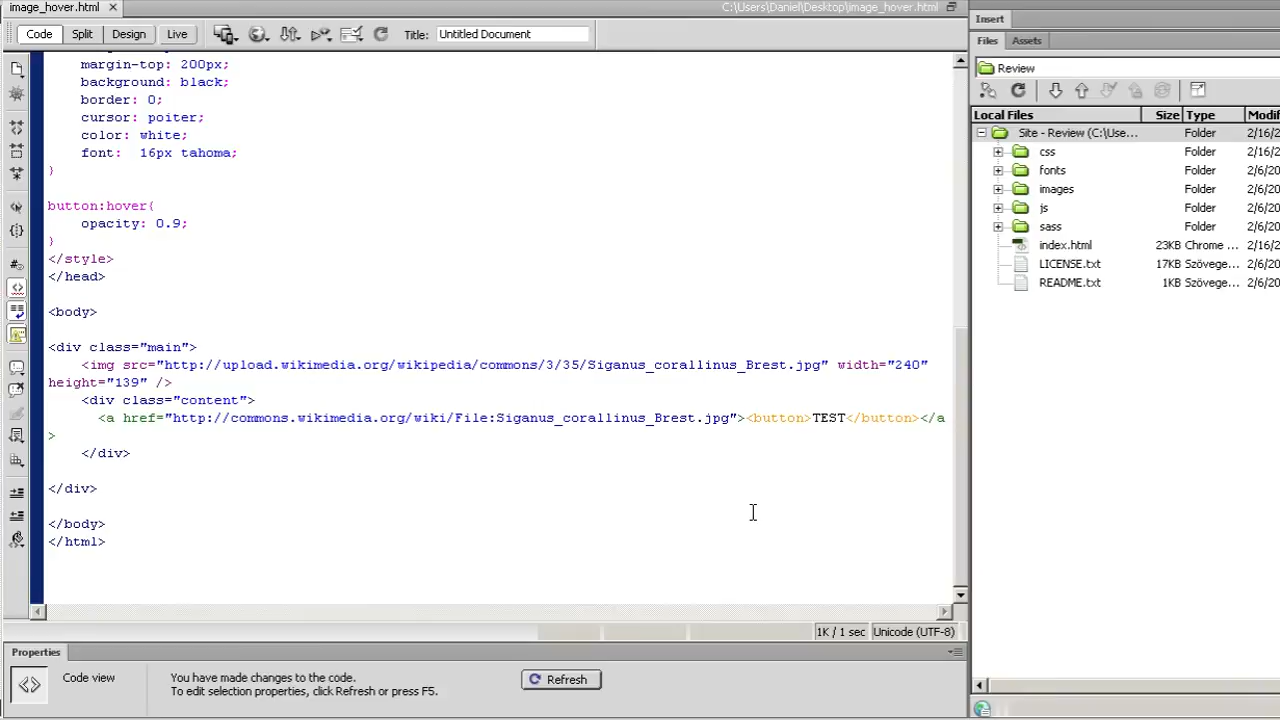 image_hover.html
C:\Users\Daniel\Desktop\image_hover.html
Code Split Design Live Title: Untitled Document
margin-top: 200px;
background: black;
border: 0;
cursor: poiter;
color: white;
font: 16px tahoma;
}
button:hover{
opacity: 0.9;
}
</style>
</head>
<body>
<div class="main">
<img src="http://upload.wikimedia.org/wikipedia/commons/3/35/Siganus_corallinus_Brest.jpg" width="240"
height="139" />
<div class="content">
<a href="http://commons.wikimedia.org/wiki/File:Siganus_corallinus_Brest.jpg"><button>TEST</button></a
>
</div>
</div>
</body>
</html>
1K / 1 sec Unicode (UTF-8)
Properties
Code view
You have made changes to the code.
To edit selection properties, click Refresh or press F5.
Refresh
Insert
Files Assets
Review
Local Files Size Type Modif
Site - Review (C:\Use... Folder 2/16/2
css Folder 2/16/2
fonts Folder 2/6/20
images Folder 2/6/20
js Folder 2/6/20
sass Folder 2/6/20
index.html 23KB Chrome ... 2/16/2
LICENSE.txt 17KB Szövege... 2/6/20
README.txt 1KB Szövege... 2/6/20